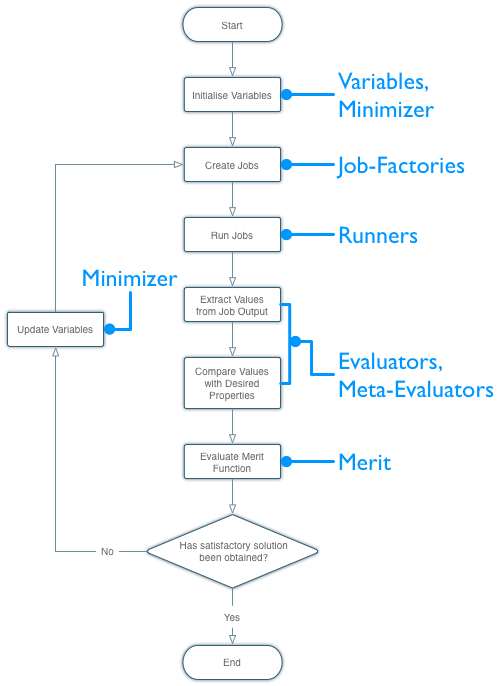 Start
Initialise Variables
Variables,
Minimizer
Create Jobs
Job-Factories
Run Jobs
Runners
Minimizer
Extract Values
from Job Output
Update Variables
Compare Values
with Desired
Properties
Evaluators,
Meta-Evaluators
Evaluate Merit
Function
Merit
Has satisfactory solution
been obtained?
No
Yes
End